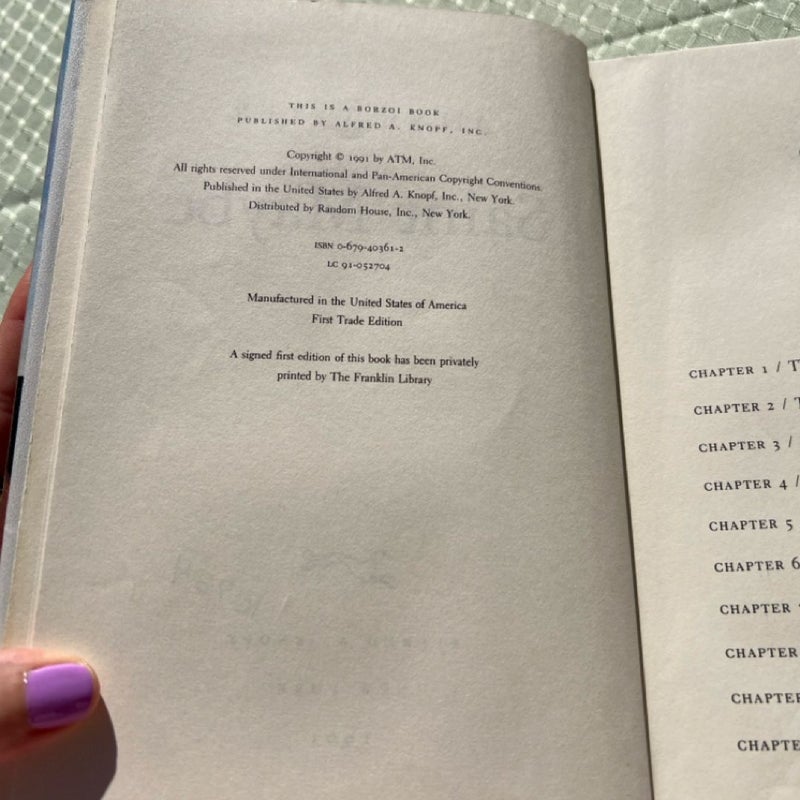 THIS IS A BORZOI BOOK
PUBLISHED BY ALFRED A. KNOPF, INC.
Copyright © 1991 by ATM, Inc.
All rights reserved under International and Pan-American Copyright Conventions.
Published in the United States by Alfred A. Knopf, Inc., New York.
Distributed by Random House, Inc., New York.
ISBN 0-679-40361-2
LC 91-052704
Manufactured in the United States of America
First Trade Edition
A signed first edition of this book has been privately
printed by The Franklin Library
CHAPTER 1 / T
CHAPTER 2 /
CHAPTER 3 /
CHAPTER 4 /
CHAPTER 5
CHAPTER 6
CHAPTER
CHAPTER
CHAPTE
CHAPTE